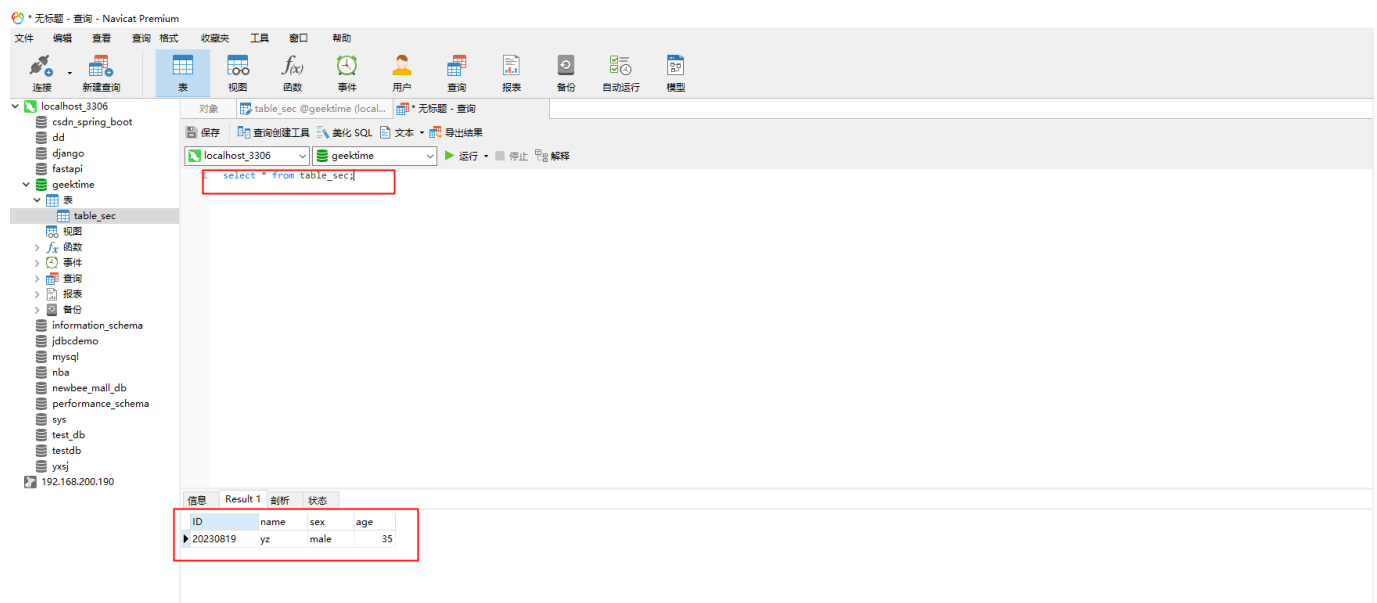 * 无标题 - 查询 - Navicat Premium
文件 编辑 查看 查询 格式 收藏夹 工具 窗口 帮助
连接 新建查询 表 视图 函数 事件 用户 查询 报表 备份 自动运行 模型
localhost_3306
csdn_spring_boot
dd
django
fastapi
geektime
表
table_sec
视图
函数
事件
查询
报表
备份
information_schema
jdbcdemo
mysql
nba
newbee_mall_db
performance_schema
sys
test_db
testdb
yxsj
192.168.200.190
对象 table_sec @geektime (local... * 无标题 - 查询
保存 查询创建工具 美化 SQL 文本 导出结果
localhost_3306 geektime 运行 停止 解释
1 select * from table_sec;
信息 Result 1 剖析 状态
ID name sex age
20230819 yz male 35